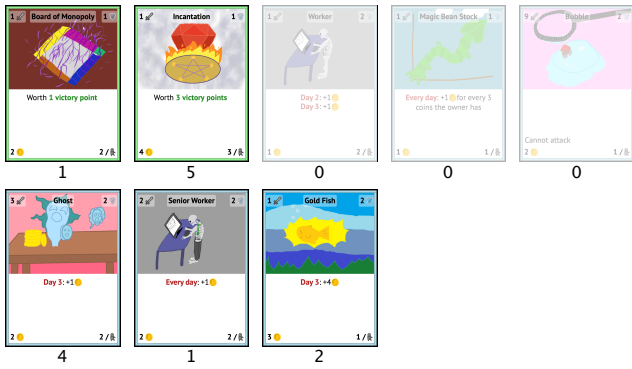 1 Board of Monopoly 1
Worth 1 victory point
2 2 /
1
1 Incantation 1
Worth 3 victory points
4 3 /
5
1 Worker 2
Day 2: +1
Day 3: +1
1 2 /
0
1 Magic Bean Stock 1
Every day: +1 for every 3
coins the owner has
1 1 /
0
9 Bubble 2
Cannot attack
2 1 /
0
3 Ghost 2
Day 3: +1
2 2 /
4
2 Senior Worker 2
Every day: +1
2 2 /
1
1 Gold Fish 2
Day 3: +4
3 1 /
2